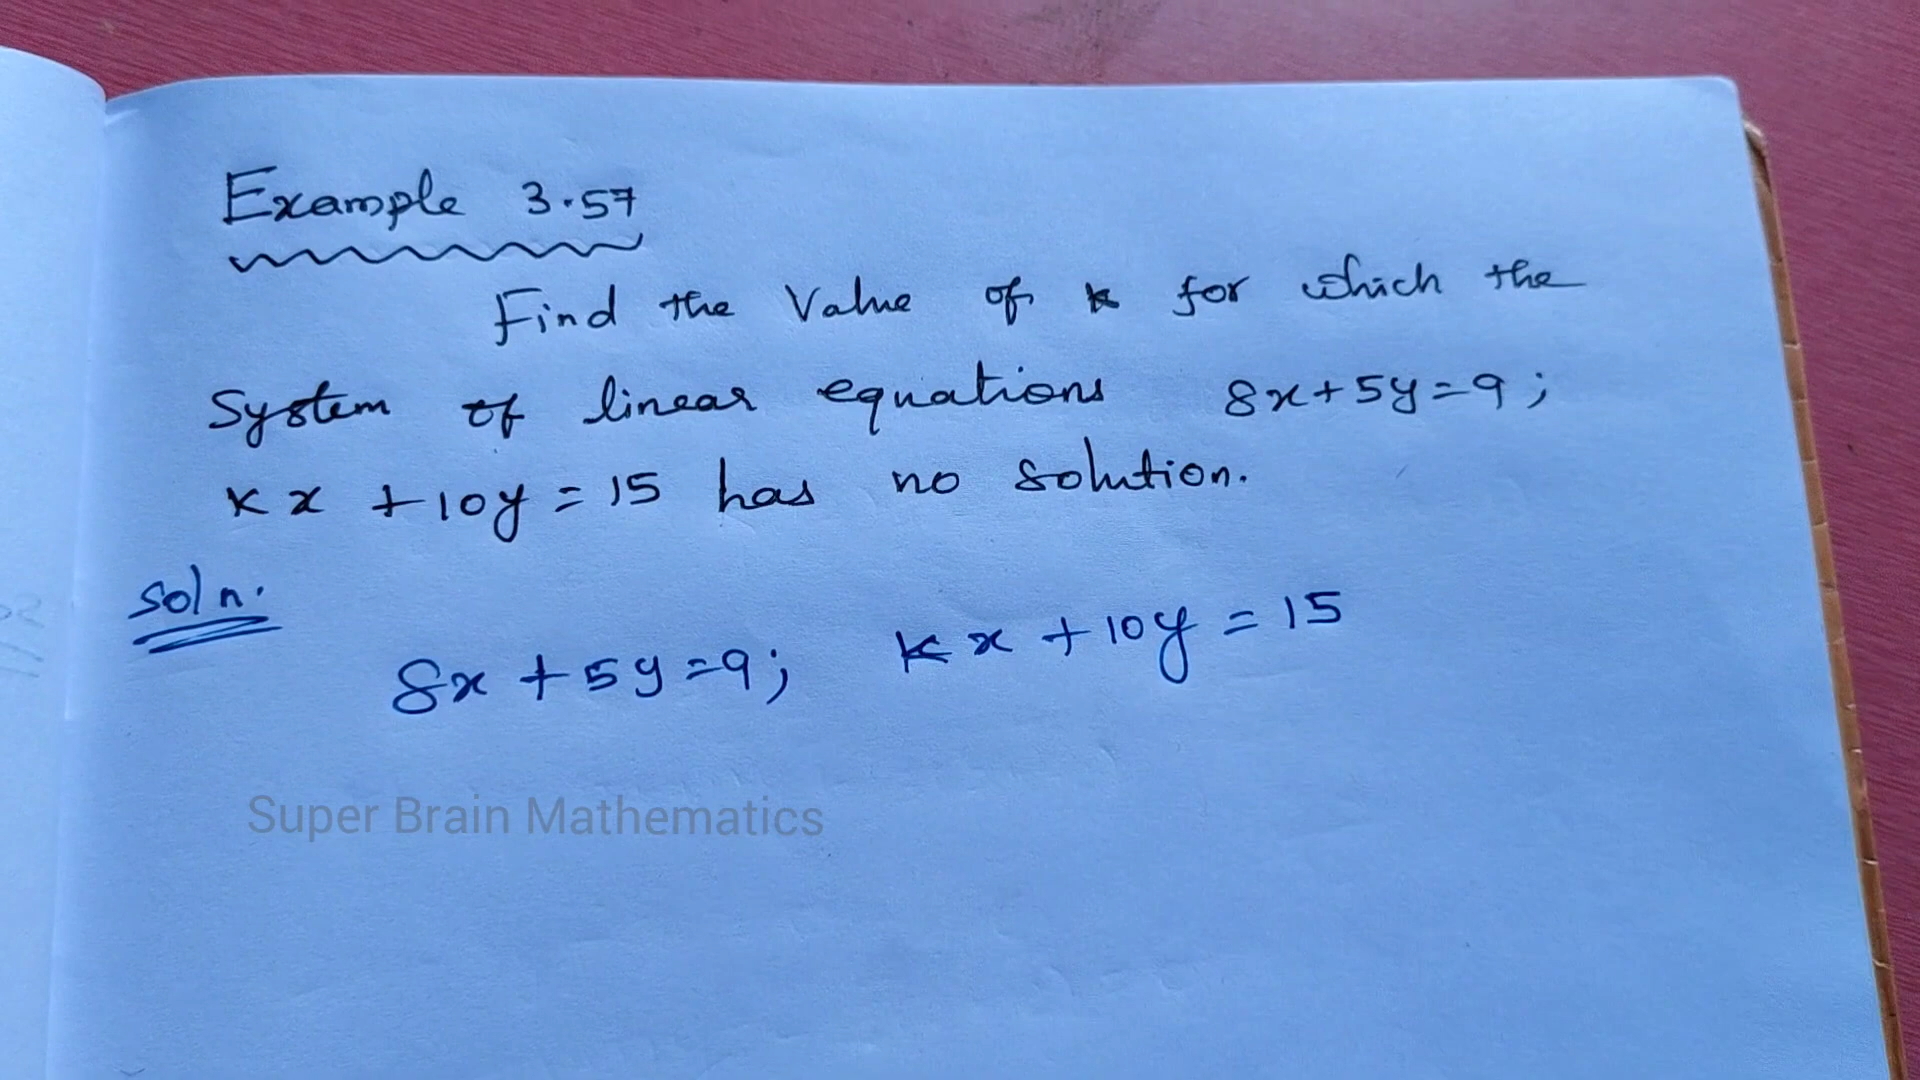 Example 3.57
Find the Value of k for which the
System of linear equations 8x+5y=9;
kx+10y=15 has no solution.
soln.
8x+5y=9; kx+10y=15
Super Brain Mathematics